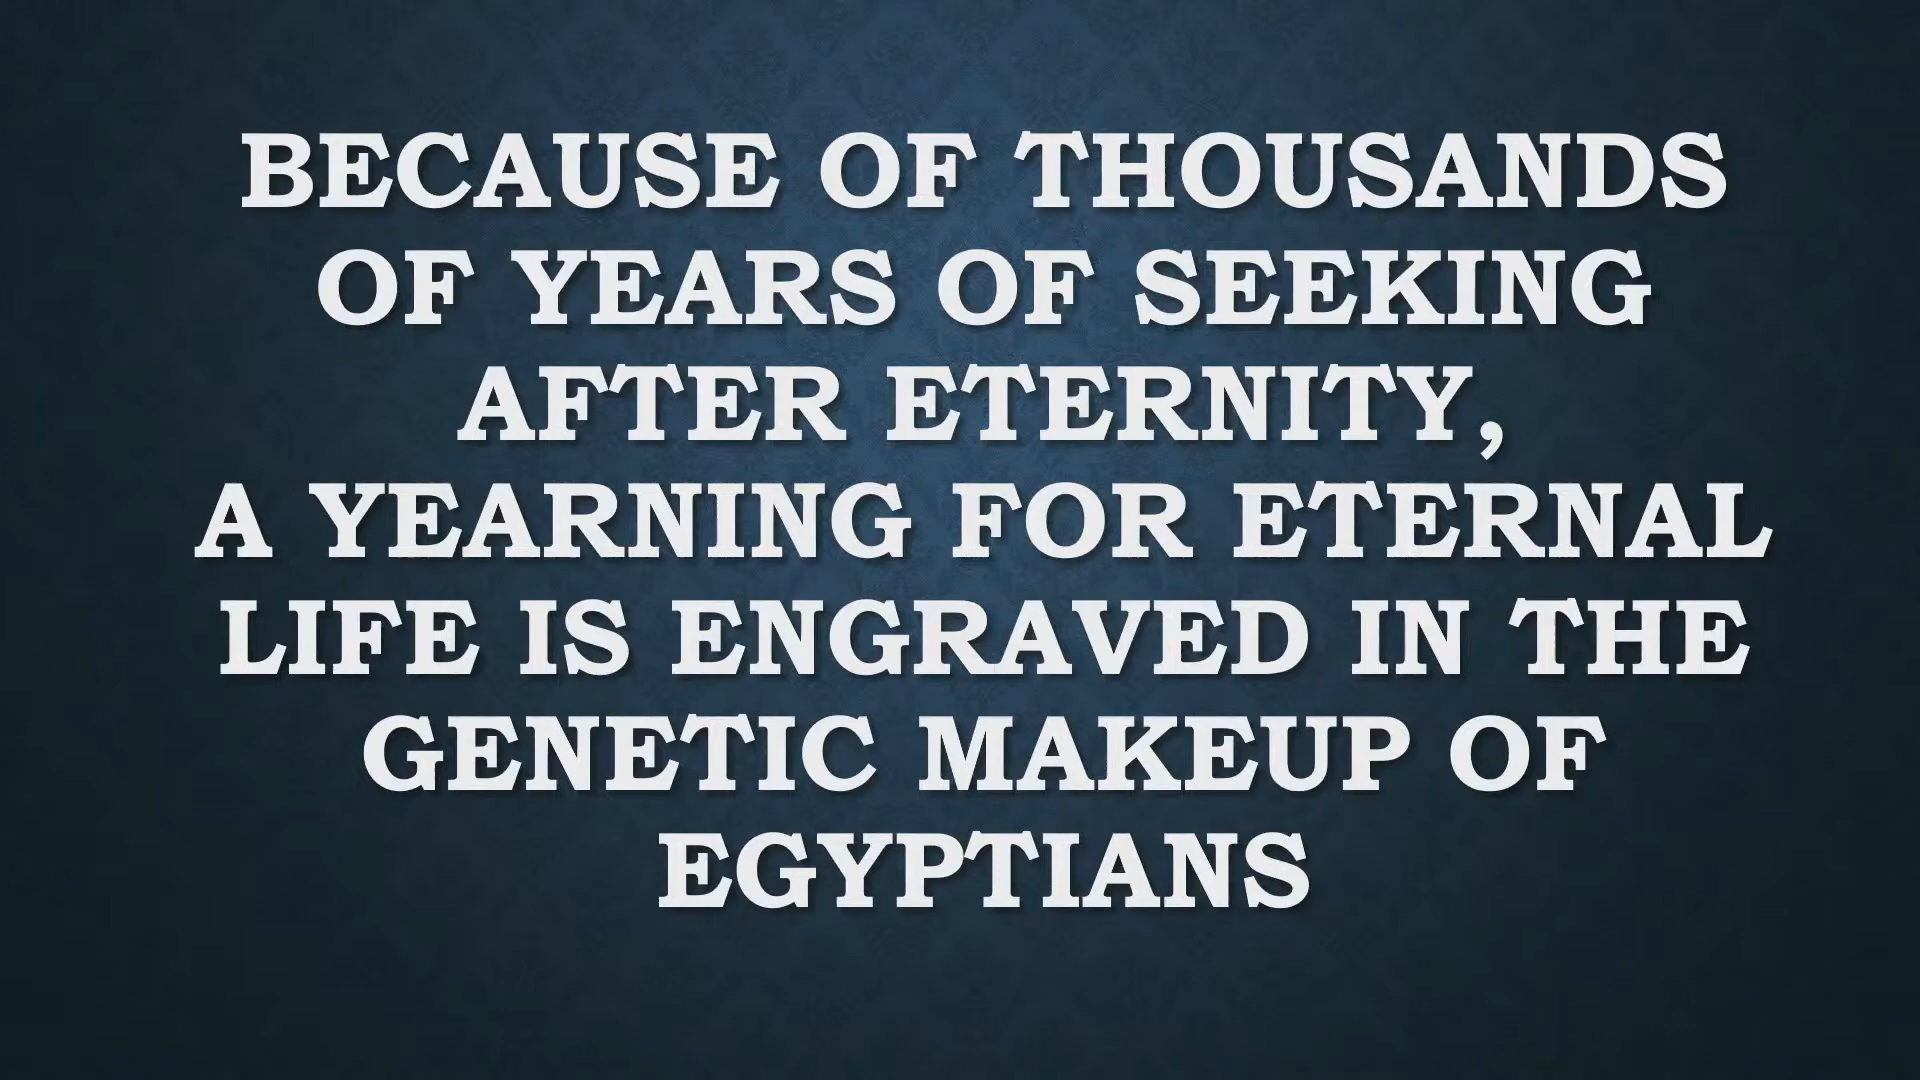 BECAUSE OF THOUSANDS
OF YEARS OF SEEKING
AFTER ETERNITY,
A YEARNING FOR ETERNAL
LIFE IS ENGRAVED IN THE
GENETIC MAKEUP OF
EGYPTIANS